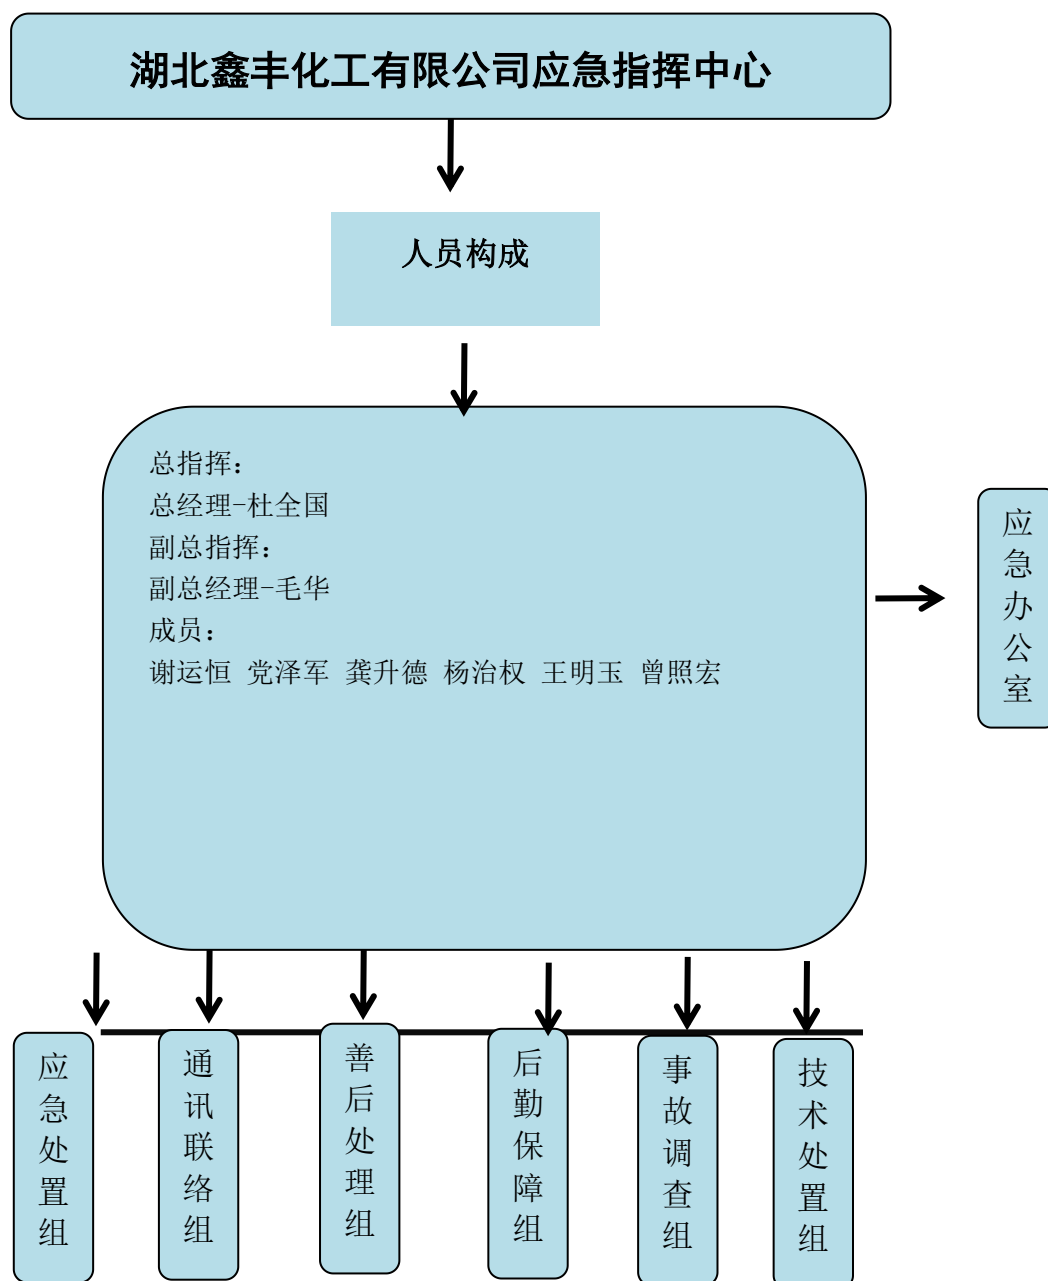 湖北鑫丰化工有限公司应急指挥中心
人员构成
总指挥：
总经理-杜全国
副总指挥：
副总经理-毛华
成员：
谢运恒 党泽军 龚升德 杨治权 王明玉 曾照宏
应急办公室
应急处置组
通讯联络组
善后处理组
后勤保障组
事故调查组
技术处置组